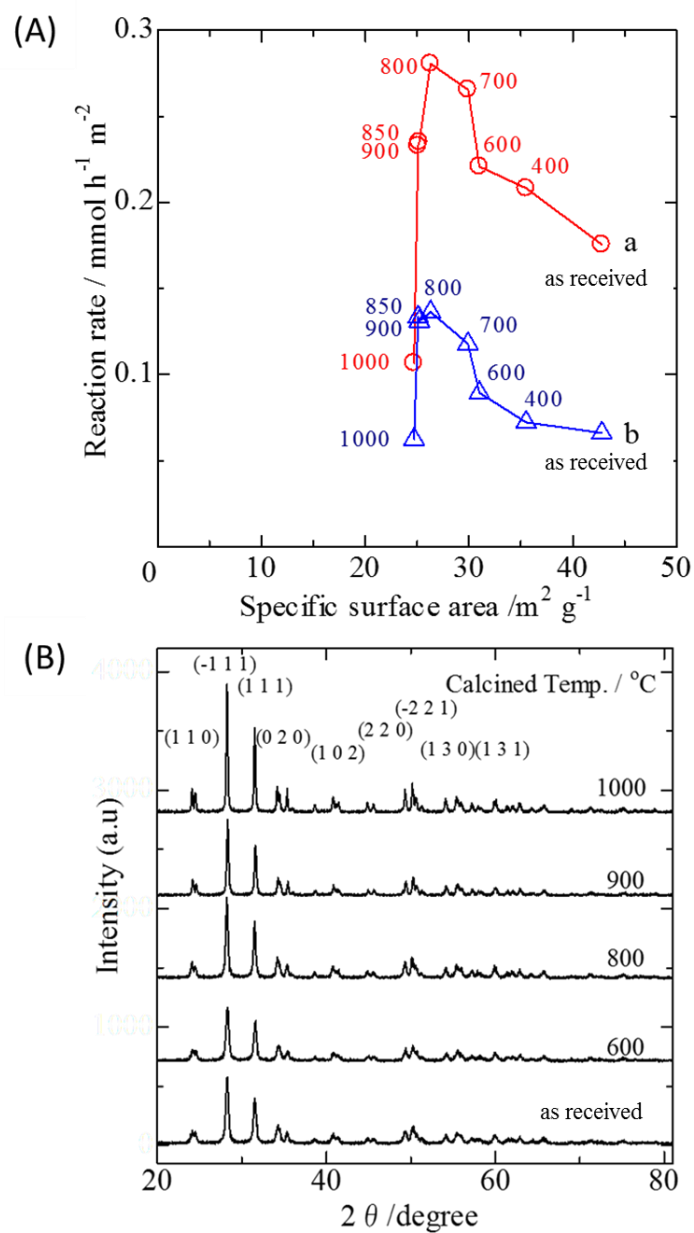 (A)
0.3
0.2
0.1
0
10
20
30
40
50
Reaction rate / mmol h⁻¹ m⁻²
Specific surface area /m² g⁻¹
800
700
850
900
600
400
a
as received
1000
850
800
900
700
600
400
b
as received
1000
(B)
4000
3000
1000
0
Intensity (a.u)
(-1 1 1)
(1 1 1)
(1 1 0)
(0 2 0)
(1 0 2)
(2 2 0)
(-2 2 1)
(1 3 0)(1 3 1)
Calcined Temp. / °C
1000
900
800
600
as received
20
40
60
80
2 θ /degree